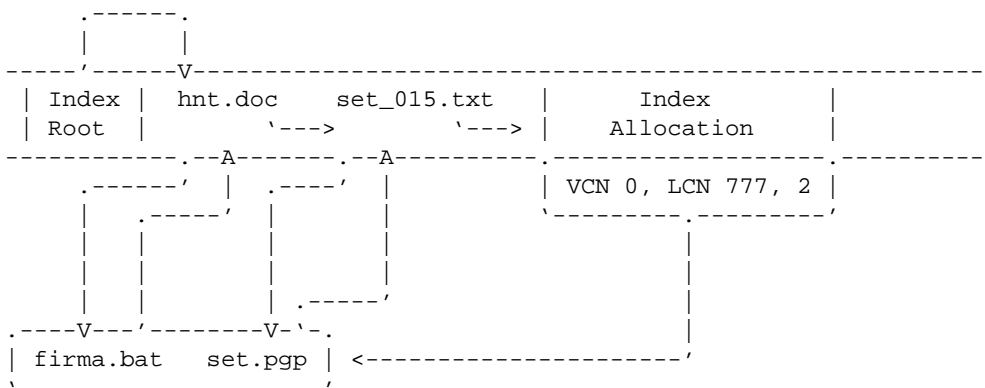 Index hnt.doc set_015.txt Index
Root Allocation
VCN 0, LCN 777, 2
firma.bat set.pgp